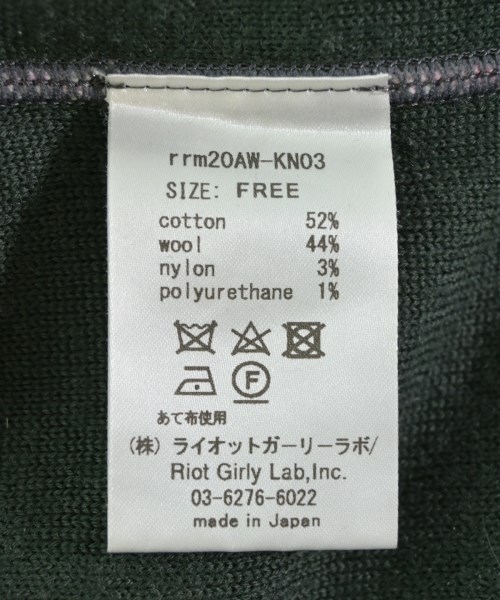 rrm20AW-KN03
SIZE: FREE
cotton 52%
wool 44%
nylon 3%
polyurethane 1%
F
あて布使用
(株) ライオットガーリーラボ/
Riot Girly Lab,Inc.
03-6276-6022
made in Japan